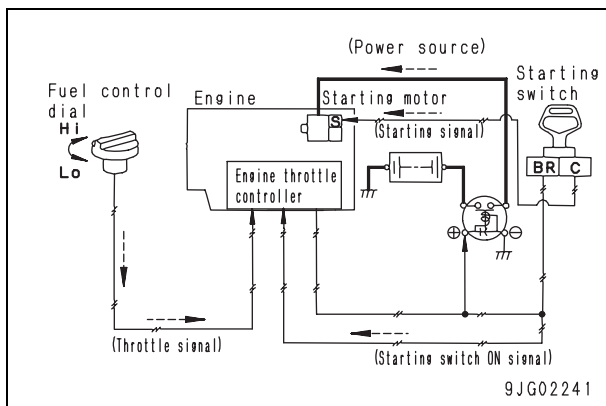 (Power source)
Starting
switch
Fuel control
dial
Engine
Starting motor
Hi
Lo
S
(Starting signal)
BR
C
Engine throttle
controller
R
⊕
⊖
(Throttle signal)
(Starting switch ON signal)
9JG02241